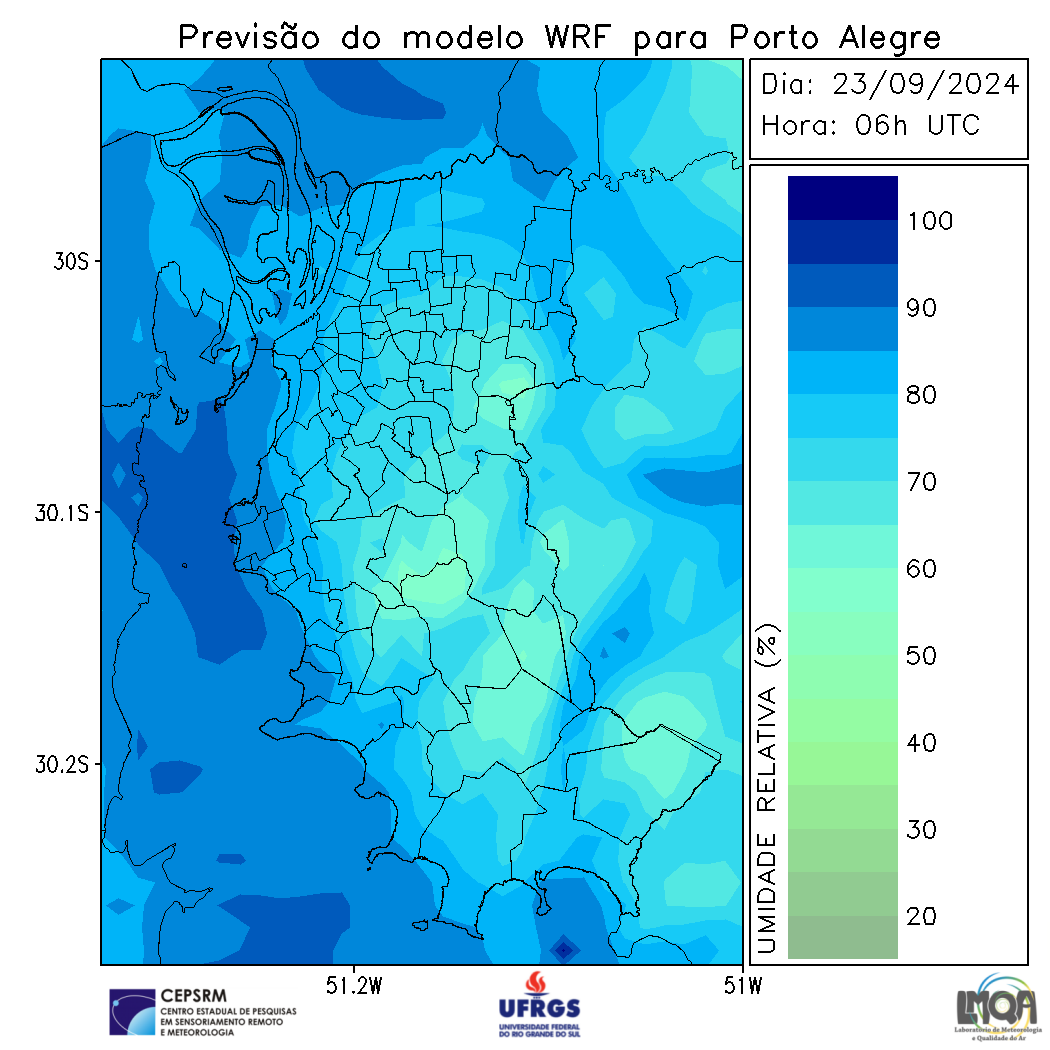 Previsão do modelo WRF para Porto Alegre
Dia: 23/09/2024
Hora: 06h UTC
100
90
80
70
60
50
40
30
20
UMIDADE RELATIVA (%)
30S
30.1S
30.2S
51.2W
51W
CEPSRM
CENTRO ESTADUAL DE PESQUISAS
EM SENSORIAMENTO REMOTO
E METEOROLOGIA
UFRGS
UNIVERSIDADE FEDERAL
DO RIO GRANDE DO SUL
LMQA
Laboratório de Meteorologia
e Qualidade do Ar